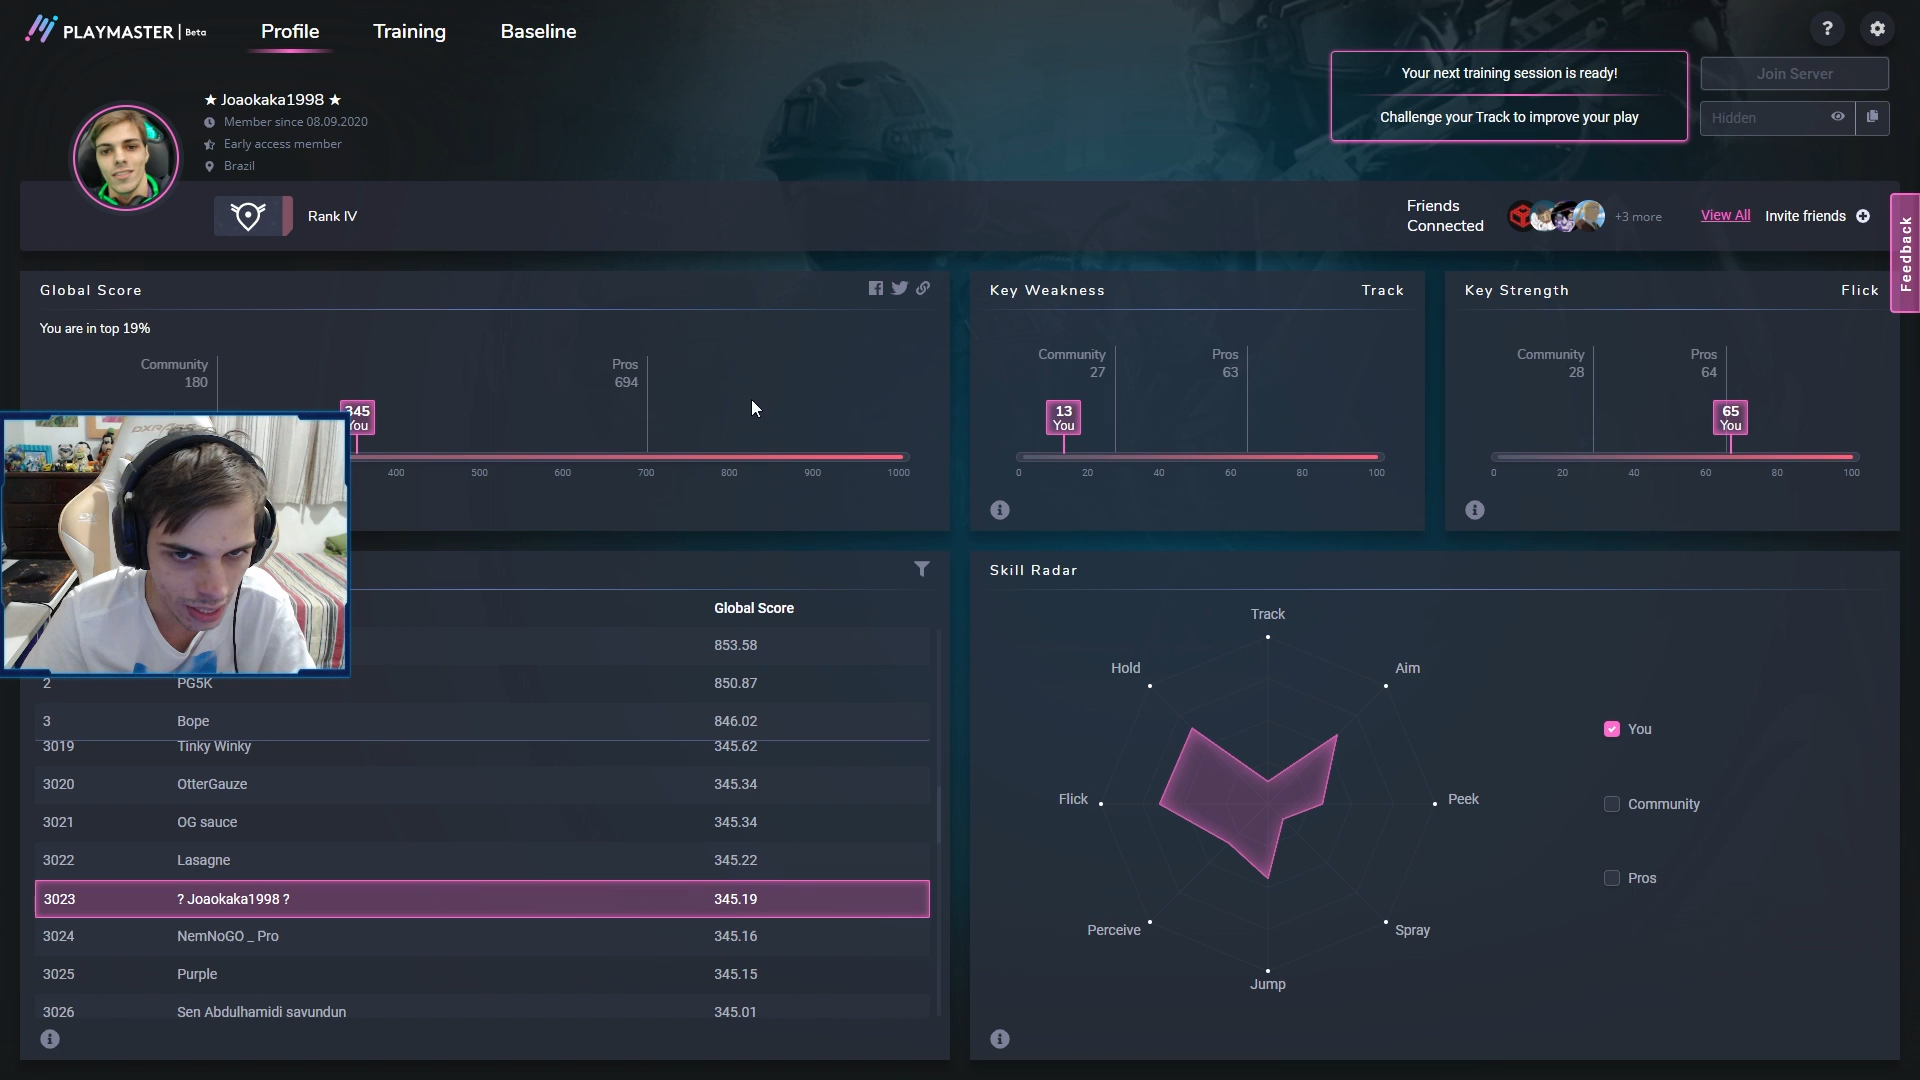 PLAYMASTER | Beta
Profile
Training
Baseline
?
Your next training session is ready!
Challenge your Track to improve your play
Join Server
Hidden
★ Joaokaka1998 ★
Member since 08.09.2020
Early access member
Brazil
Rank IV
Friends
Connected
+3 more
View All
Invite friends
Feedback
Global Score
You are in top 19%
Community
180
Pros
694
345
You
400 500 600 700 800 900 1000
Key Weakness
Track
Community
27
Pros
63
13
You
0 20 40 60 80 100
Key Strength
Flick
Community
28
Pros
64
65
You
0 20 40 60 80 100
Global Score
853.58
2 PG5K 850.87
3 Bope 846.02
3019 Tinky Winky 345.62
3020 OtterGauze 345.34
3021 OG sauce 345.34
3022 Lasagne 345.22
3023 ? Joaokaka1998 ? 345.19
3024 NemNoGO _ Pro 345.16
3025 Purple 345.15
3026 Sen Abdulhamidi savundun 345.01
Skill Radar
Track
Hold
Aim
Flick
Peek
Perceive
Spray
Jump
You
Community
Pros